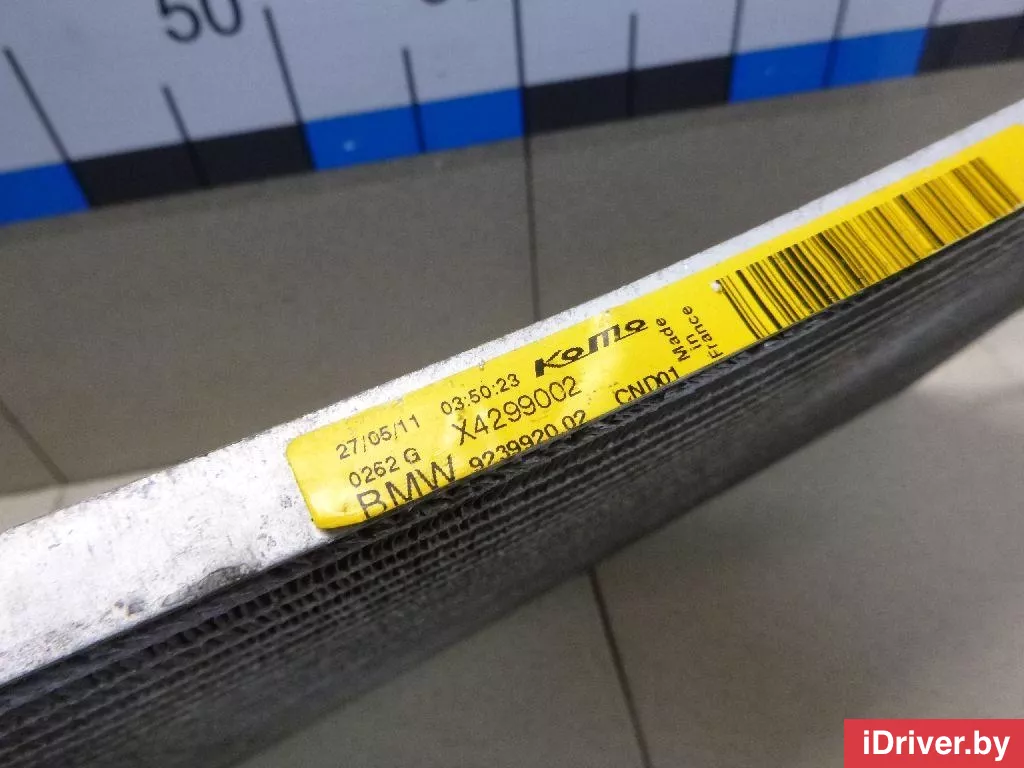 50
27/05/11 03:50:23 KoMo
0262 G X4299002
BMW 9239920.02 CND01
Made
in
France
iDriver.by